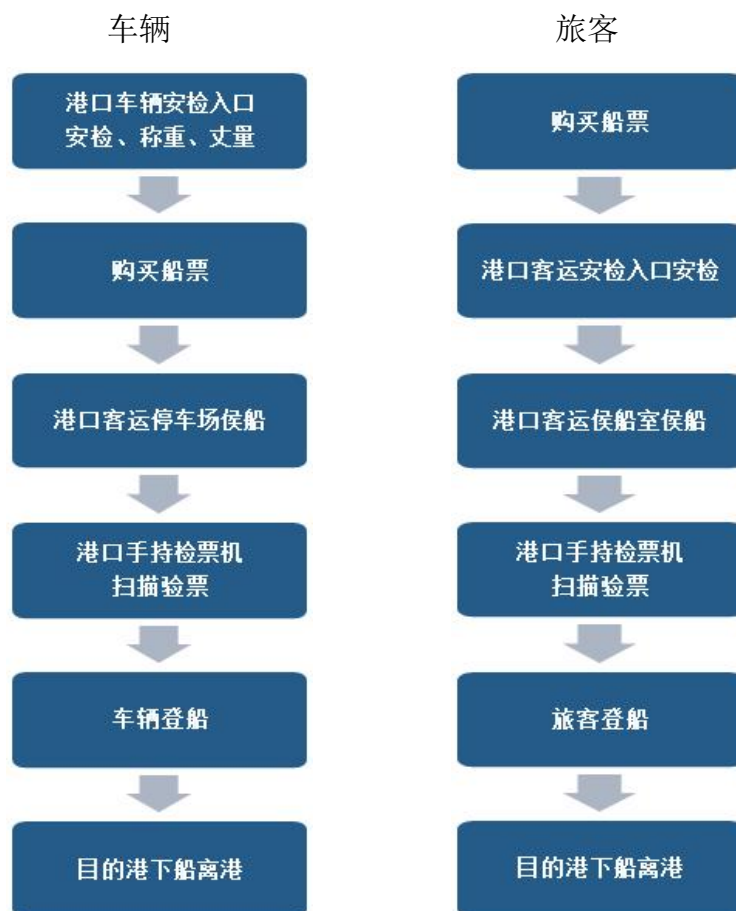 车辆
港口车辆安检入口
安检、称重、丈量
购买船票
港口客运停车场侯船
港口手持检票机
扫描验票
车辆登船
目的港下船离港
旅客
购买船票
港口客运安检入口安检
港口客运侯船室侯船
港口手持检票机
扫描验票
旅客登船
目的港下船离港